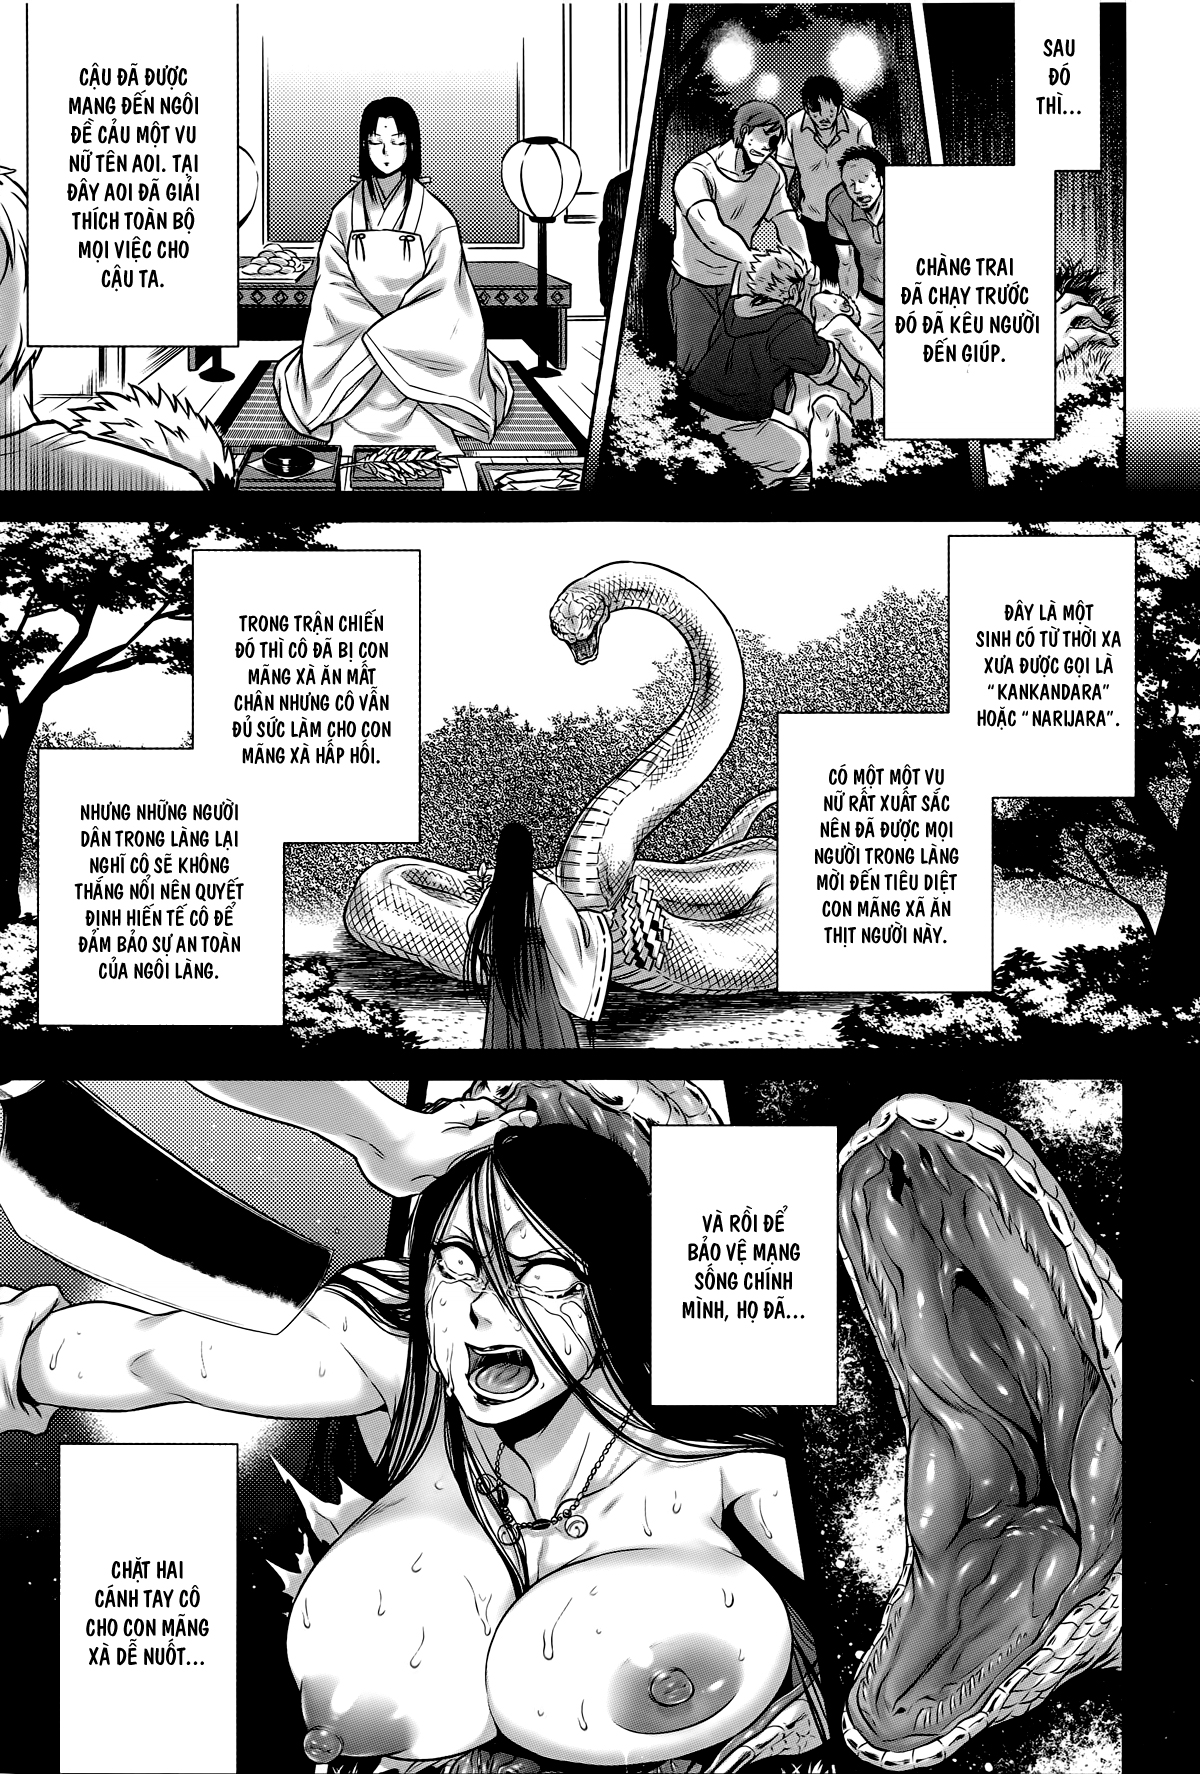 SAU
ĐÓ
THÌ...
CHÀNG TRAI
ĐÃ CHẠY TRƯỚC
ĐÓ ĐÃ KÊU NGƯỜI
ĐẾN GIÚP.
CẬU ĐÃ ĐƯỢC
MANG ĐẾN NGÔI
ĐỀ CẢU MỘT VU
NỮ TÊN AOI. TẠI
ĐÂY AOI ĐÃ GIẢI
THÍCH TOÀN BỘ
MỌI VIỆC CHO
CẬU TA.
ĐÂY LÀ MỘT
SINH CÓ TỪ THỜI XA
XƯA ĐƯỢC GỌI LÀ
“KANKANDARA”
HOẶC “NARIJARA”.
CÓ MỘT MỘT VU
NỮ RẤT XUẤT SẮC
NÊN ĐÃ ĐƯỢC MỌI
NGƯỜI TRONG LÀNG
MỜI ĐẾN TIÊU DIỆT
CON MÃNG XÃ ĂN
THỊT NGƯỜI NÀY.
TRONG TRẬN CHIẾN
ĐÓ THÌ CÔ ĐÃ BỊ CON
MÃNG XÀ ĂN MẤT
CHÂN NHƯNG CÔ VẪN
ĐỦ SỨC LÀM CHO CON
MÃNG XÀ HẤP HỐI.
NHƯNG NHỮNG NGƯỜI
DÂN TRONG LÀNG LẠI
NGHĨ CÔ SẼ KHÔNG
THẮNG NỔI NÊN QUYẾT
ĐỊNH HIẾN TẾ CÔ ĐỂ
ĐẢM BẢO SỰ AN TOÀN
CỦA NGÔI LÀNG.
VÀ RỒI ĐỂ
BẢO VỆ MẠNG
SỐNG CHÍNH
MÌNH, HỌ ĐÃ...
CHẶT HAI
CÁNH TAY CÔ
CHO CON MÃNG
XÀ DỄ NUỐT...